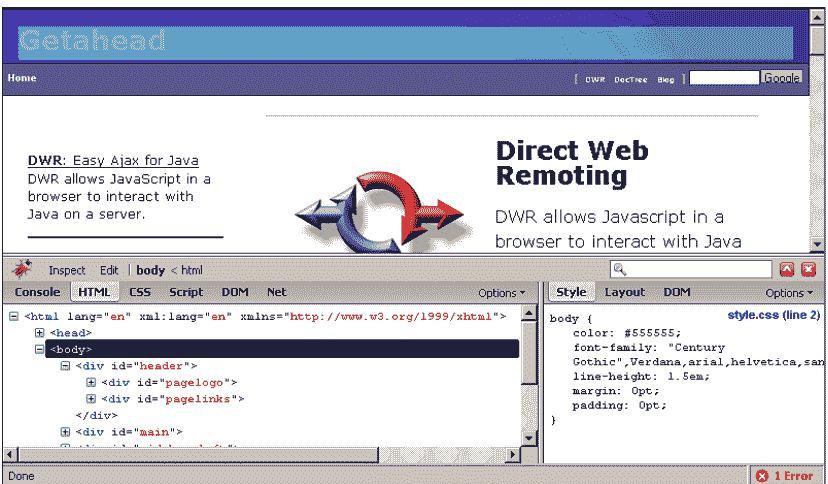 Getahead
Home
[ DWR DocTree Blog ] Google
DWR: Easy Ajax for Java
DWR allows JavaScript in a
browser to interact with
Java on a server.
Direct Web
Remoting
DWR allows Javascript in a
browser to interact with Java
Inspect Edit | body < html
Console HTML CSS Script DOM Net Options
Style Layout DOM Options
<html lang="en" xml:lang="en" xmlns="http://www.w3.org/1999/xhtml">
<head>
<body>
<div id="header">
<div id="pagelogo">
<div id="pagelinks">
</div>
<div id="main">
body { style.css (line 2)
color: #555555;
font-family: "Century
Gothic",Verdana,arial,helvetica,san
line-height: 1.5em;
margin: 0pt;
padding: 0pt;
}
Done
1 Error